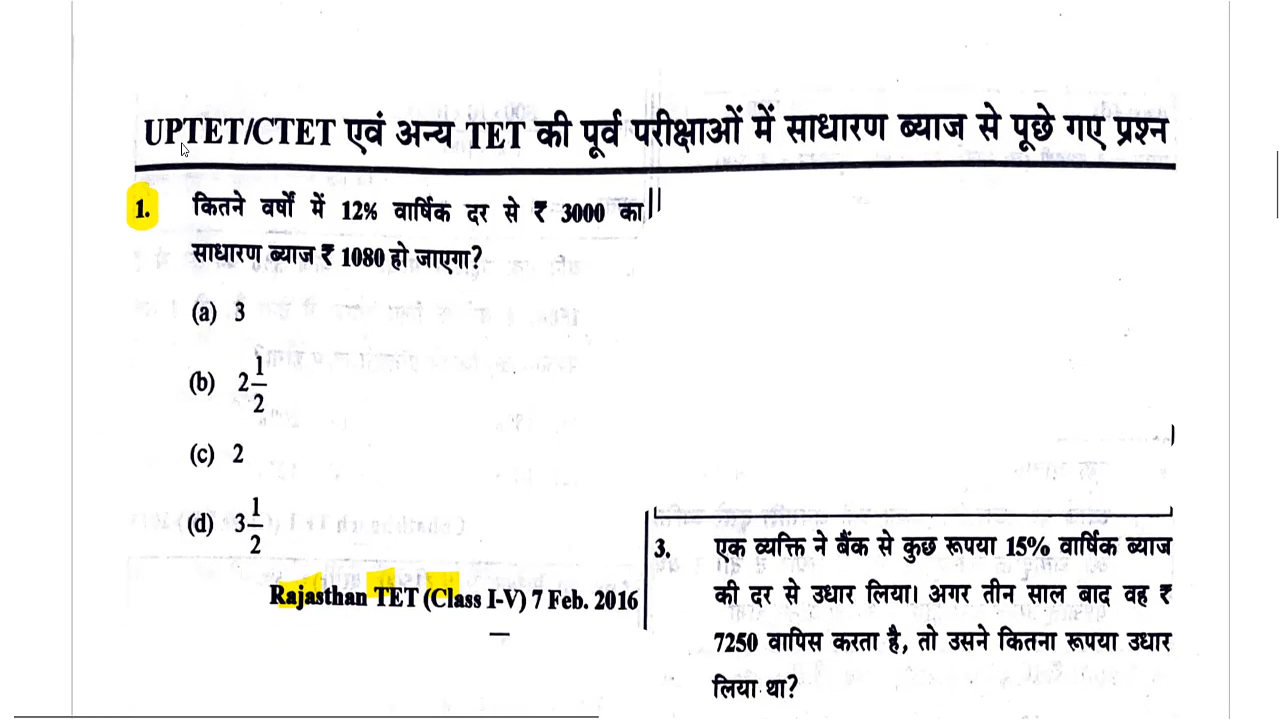 UPTET/CTET एवं अन्य TET की पूर्व परीक्षाओं में साधारण ब्याज से पूछे गए प्रश्न
1. कितने वर्षों में 12% वार्षिक दर से ₹ 3000 का
साधारण ब्याज ₹ 1080 हो जाएगा?
(a) 3
(b) 2 1/2
(c) 2
(d) 3 1/2
Rajasthan TET (Class I-V) 7 Feb. 2016
3. एक व्यक्ति ने बैंक से कुछ रूपया 15% वार्षिक ब्याज
की दर से उधार लिया। अगर तीन साल बाद वह ₹
7250 वापिस करता है, तो उसने कितना रूपया उधार
लिया था?